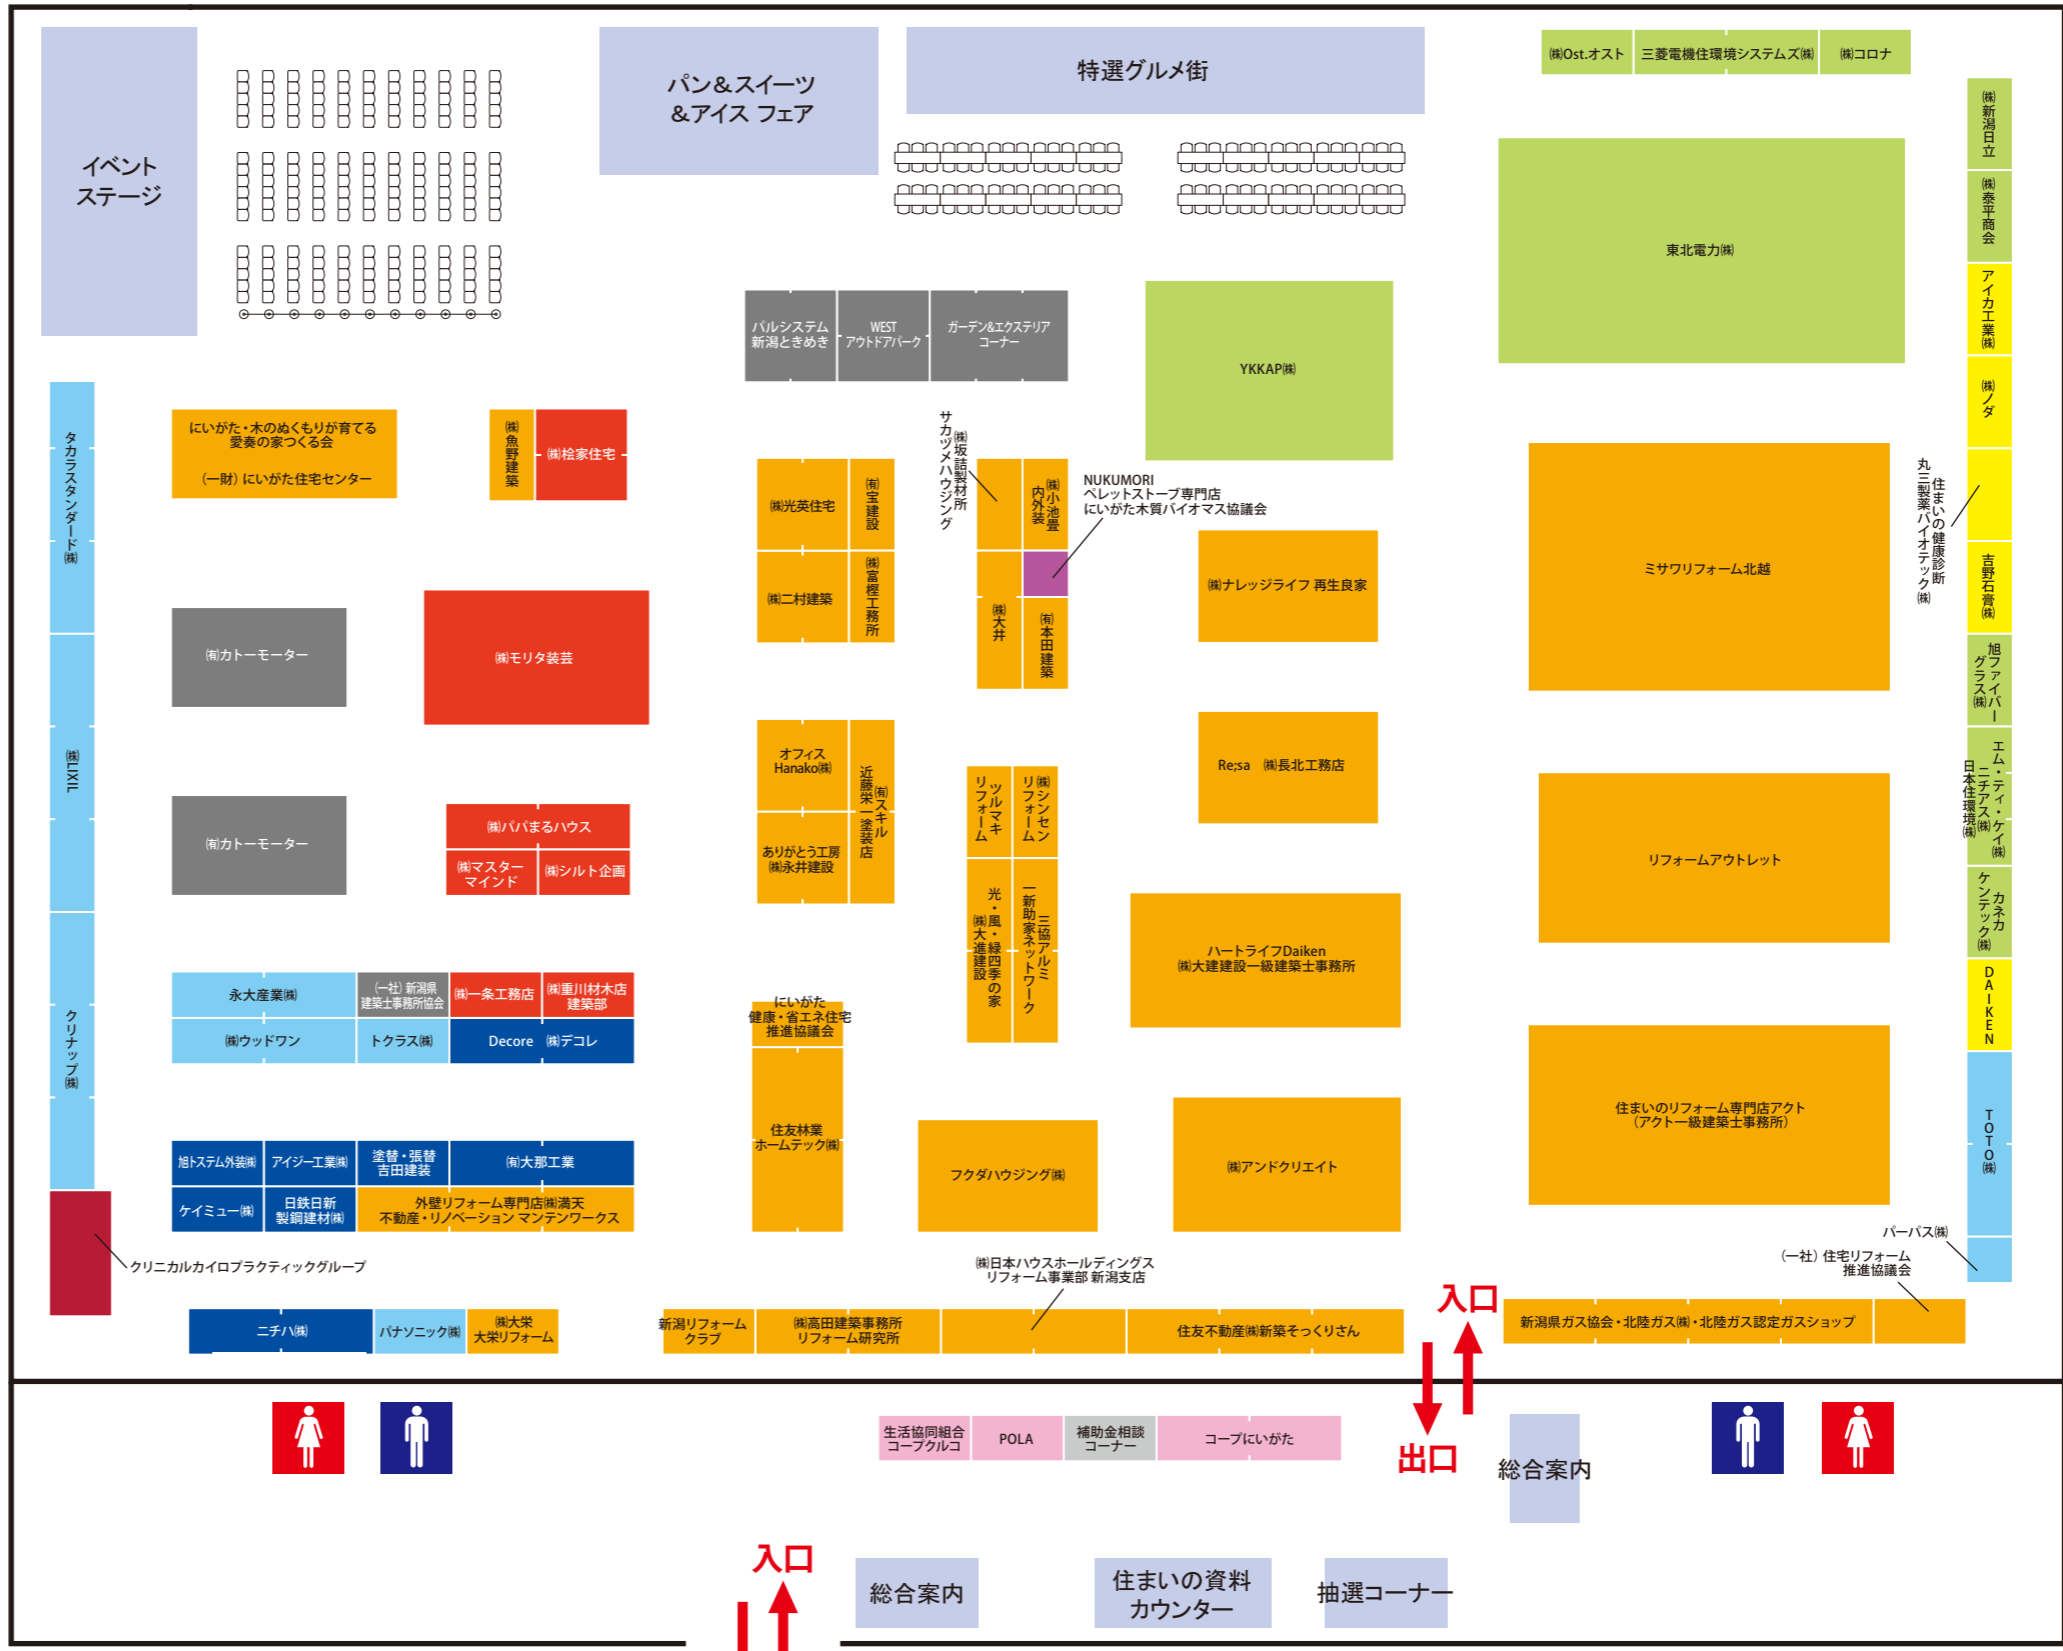 イベント
ステージ
パン＆スイーツ
＆アイス フェア
特選グルメ街
㈱Ost.オスト
三菱電機住環境システムズ㈱
㈱コロナ
㈱新潟日立
㈱泰平商会
アイカ工業㈱
㈱ノダ
住まいの健康診断
丸三製薬バイオテック㈱
吉野石膏㈱
旭ファイバー
グラス㈱
エム・ティ・ケイ㈱
ニチアス㈱
日本住環境㈱
カネカ
ケンテック㈱
DAIKEN
TOTO㈱
パーパス㈱
（一社）住宅リフォーム
推進協議会
東北電力㈱
YKKAP㈱
パルシステム
新潟ときめき
WEST
アウトドアパーク
ガーデン&エクステリア
コーナー
タカラスタンダード㈱
㈱LIXIL
クリナップ㈱
にいがた・木のぬくもりが育てる
愛奏の家つくる会
（一財）にいがた住宅センター
㈱魚野建築
㈱桧家住宅
㈲カトーモーター
㈱モリタ装芸
㈲カトーモーター
㈱パパまるハウス
㈱マスター
マインド
㈱シルト企画
永大産業㈱
（一社）新潟県
建築士事務所協会
㈱一条工務店
㈱重川材木店
建築部
㈱ウッドワン
トクラス㈱
Decore　㈱デコレ
旭トステム外装㈱
アイジー工業㈱
塗替・張替
吉田建装
㈲大那工業
ケイミュー㈱
日鉄日新
製鋼建材㈱
外壁リフォーム専門店㈱満天
不動産・リノベーション マンテンワークス
クリニカルカイロプラクティックグループ
ニチハ㈱
パナソニック㈱
㈱大栄
大栄リフォーム
㈱光英住宅
㈲宝建設
㈱二村建築
㈱富樫工務所
㈱坂詰製材所
サカヅメハウジング
㈱小池畳
内外装
NUKUMORI
ペレットストーブ専門店
にいがた木質バイオマス協議会
㈱大井
㈲本田建築
㈱ナレッジライフ 再生良家
ミサワリフォーム北越
オフィス
Hanako㈱
㈲スキル
近藤栄一塗装店
ありがとう工房
㈱永井建設
ツルマキ
リフォーム
㈱シンセン
リフォーム
光・風・緑四季の家
㈱大進建設
三協アルミ
一新助家ネットワーク
Re;sa　㈱長北工務店
リフォームアウトレット
ハートライフDaiken
㈱大建建設一級建築士事務所
にいがた
健康・省エネ住宅
推進協議会
住友林業
ホームテック㈱
フクダハウジング㈱
㈱アンドクリエイト
住まいのリフォーム専門店アクト
（アクト一級建築士事務所）
㈱日本ハウスホールディングス
リフォーム事業部 新潟支店
新潟リフォーム
クラブ
㈱高田建築事務所
リフォーム研究所
住友不動産㈱新築そっくりさん
入口
新潟県ガス協会・北陸ガス㈱・北陸ガス認定ガスショップ
出口
生活協同組合
コープクルコ
POLA
補助金相談
コーナー
コープにいがた
総合案内
入口
総合案内
住まいの資料
カウンター
抽選コーナー